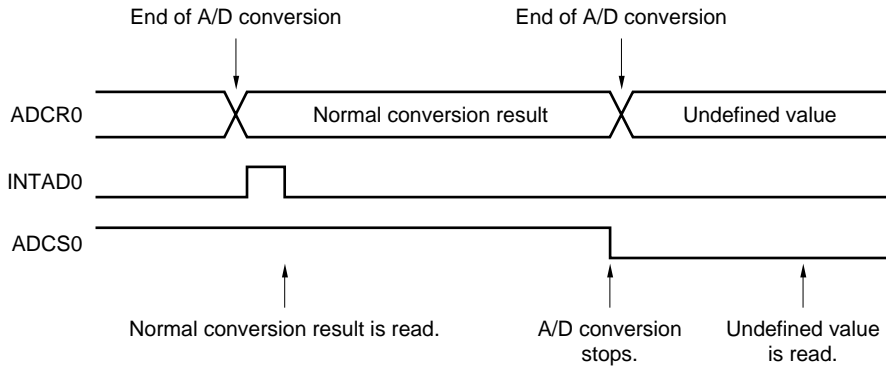 End of A/D conversion
End of A/D conversion
ADCR0
Normal conversion result
Undefined value
INTAD0
ADCS0
Normal conversion result is read.
A/D conversion
stops.
Undefined value
is read.